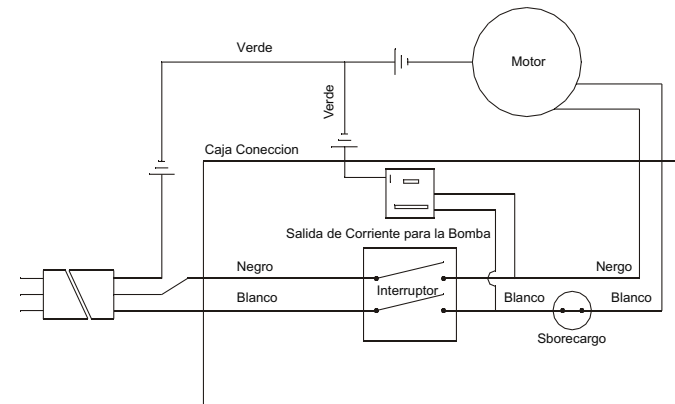 Verde
Motor
Verde
Caja Coneccion
Salida de Corriente para la Bomba
Negro
Nergo
Interruptor
Blanco
Blanco
Blanco
Sborecargo